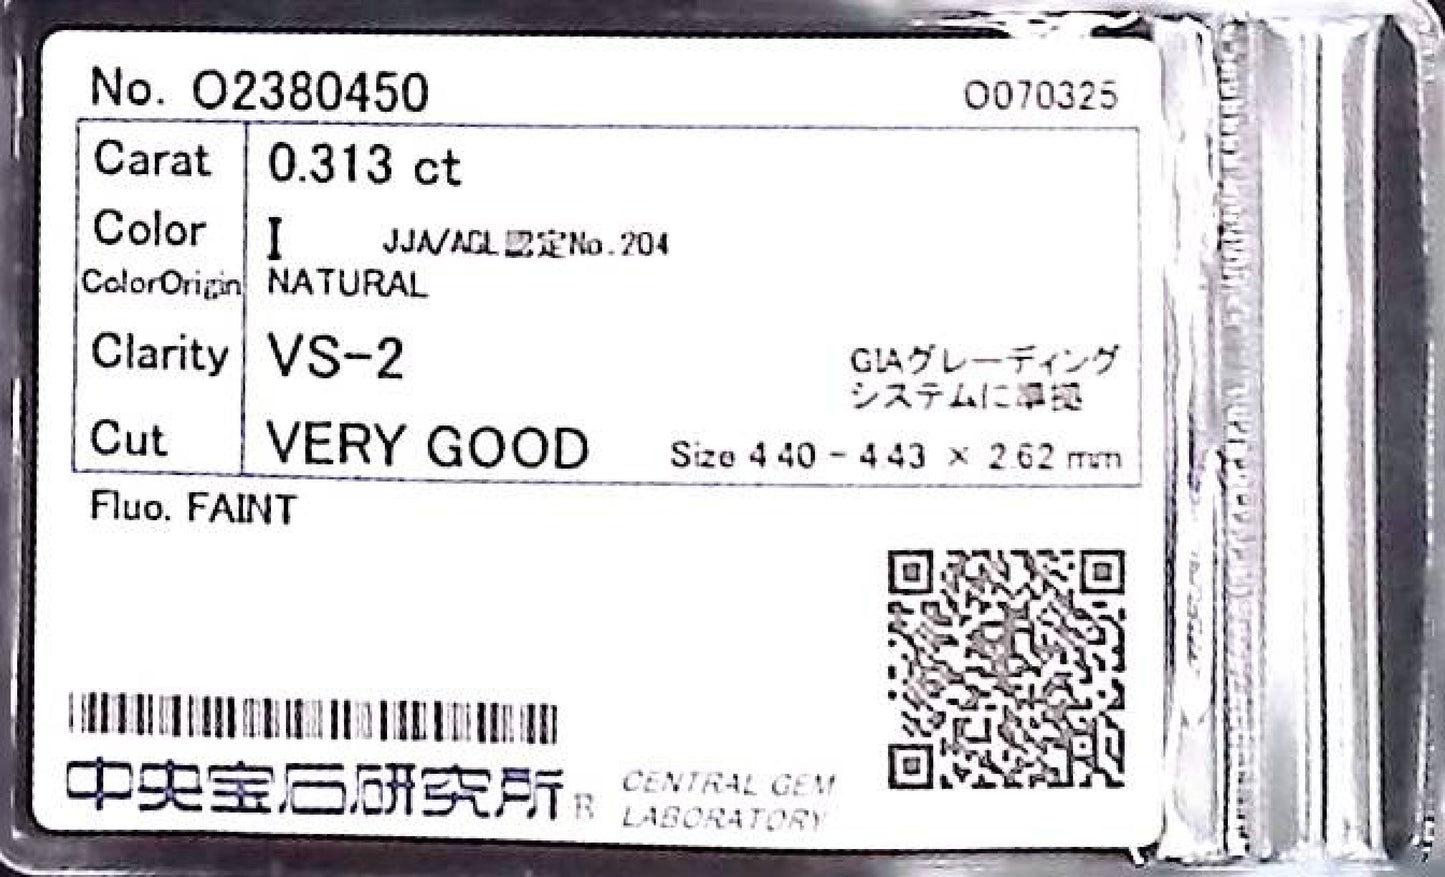 No. O2380450 O070325
Carat 0.313 ct
Color I JJA/AGL認定No.204
ColorOrigin NATURAL
Clarity VS-2
GIAグレーディング
システムに準拠
Cut VERY GOOD Size 4.40 - 4.43 × 2.62 mm
Fluo. FAINT
中央宝石研究所 B
CENTRAL GEM
LABORATORY